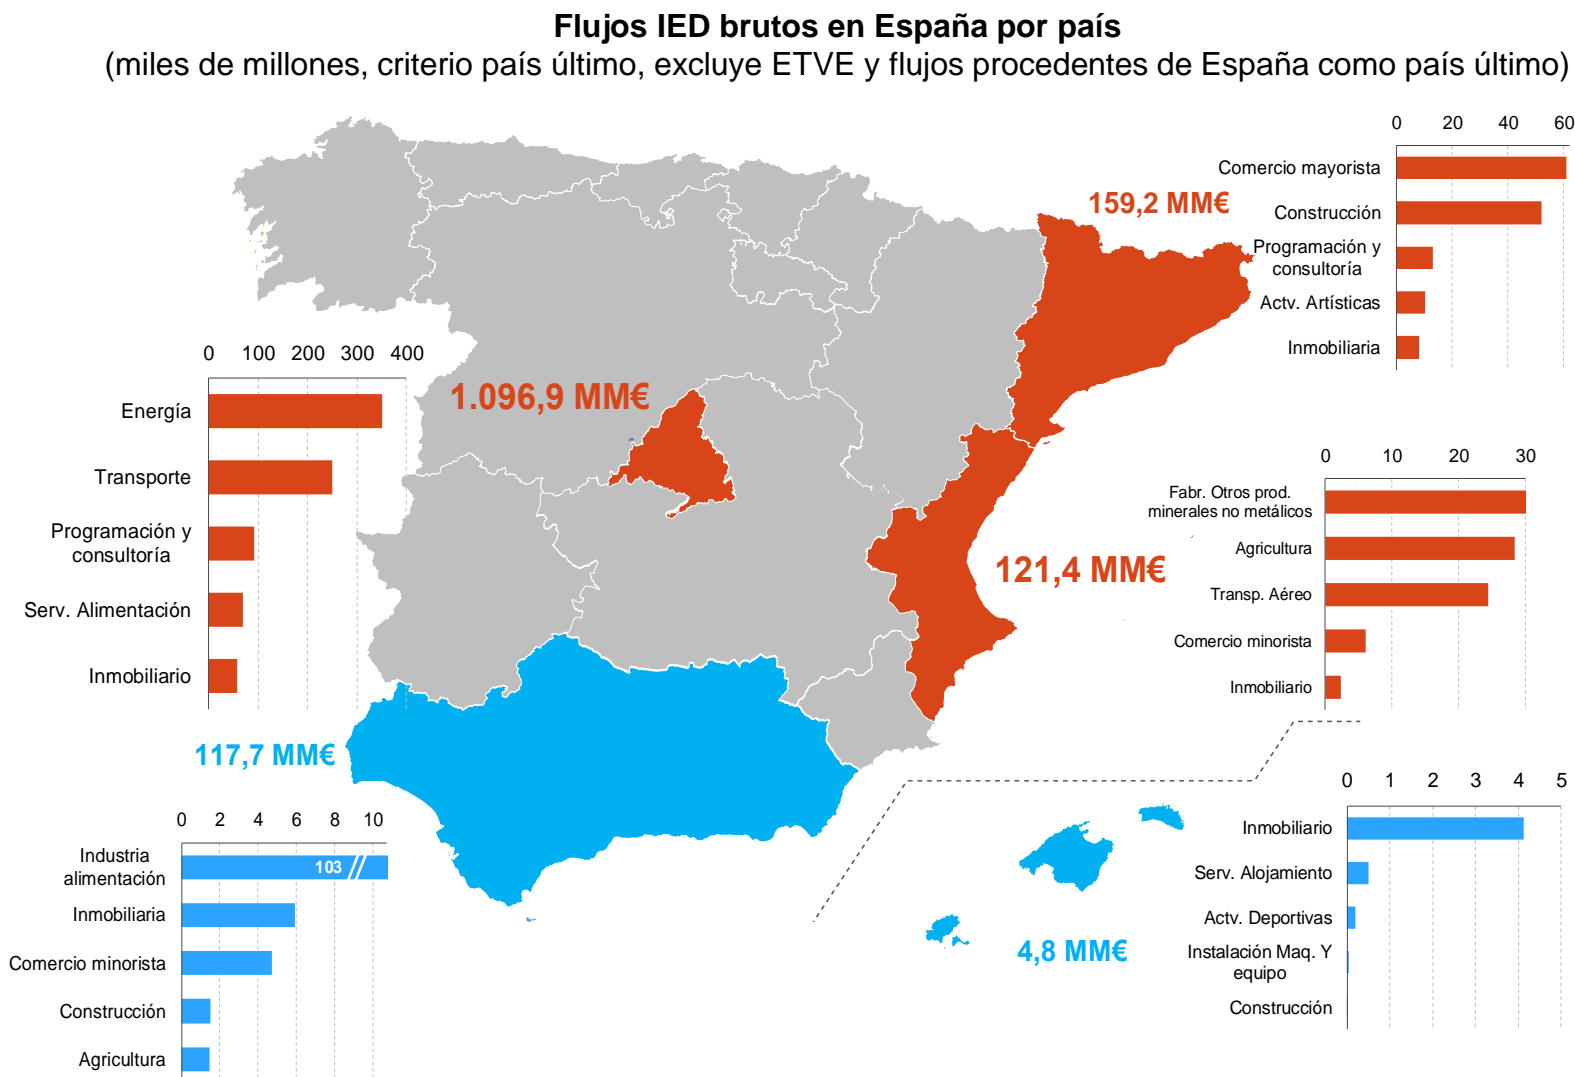 Flujos IED brutos en España por país
(miles de millones, criterio país último, excluye ETVE y flujos procedentes de España como país último)
0 20 40 60
Comercio mayorista
159,2 MM€
Construcción
Programación y
consultoría
Actv. Artísticas
Inmobiliaria
0 100 200 300 400
1.096,9 MM€
Energía
Transporte
Programación y
consultoría
Serv. Alimentación
Inmobiliario
0 10 20 30
Fabr. Otros prod.
minerales no metálicos
Agricultura
121,4 MM€
Transp. Aéreo
Comercio minorista
Inmobiliario
117,7 MM€
0 2 4 6 8 10
Industria
alimentación
103
Inmobiliaria
Comercio minorista
Construcción
Agricultura
0 1 2 3 4 5
Inmobiliario
Serv. Alojamiento
Actv. Deportivas
4,8 MM€
Instalación Maq. Y
equipo
Construcción